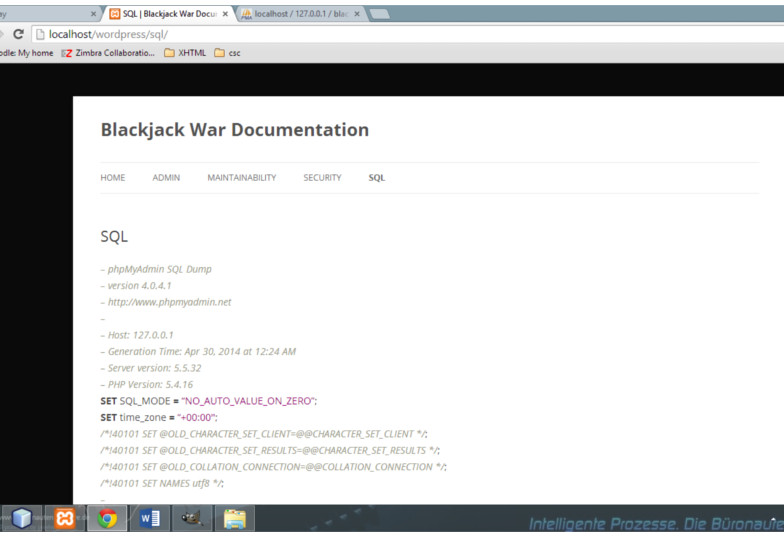 ay
SQL | Blackjack War Docum
localhost / 127.0.0.1 / blac
localhost/wordpress/sql/
odle: My home
Zimbra Collaboratio...
XHTML
csc
Blackjack War Documentation
HOME ADMIN MAINTAINABILITY SECURITY SQL
SQL
– phpMyAdmin SQL Dump
– version 4.0.4.1
– http://www.phpmyadmin.net
–
– Host: 127.0.0.1
– Generation Time: Apr 30, 2014 at 12:24 AM
– Server version: 5.5.32
– PHP Version: 5.4.16
SET SQL_MODE = "NO_AUTO_VALUE_ON_ZERO";
SET time_zone = "+00:00";
/*!40101 SET @OLD_CHARACTER_SET_CLIENT=@@CHARACTER_SET_CLIENT */;
/*!40101 SET @OLD_CHARACTER_SET_RESULTS=@@CHARACTER_SET_RESULTS */;
/*!40101 SET @OLD_COLLATION_CONNECTION=@@COLLATION_CONNECTION */;
/*!40101 SET NAMES utf8 */;
–
Intelligente Prozesse. Die Büronaute